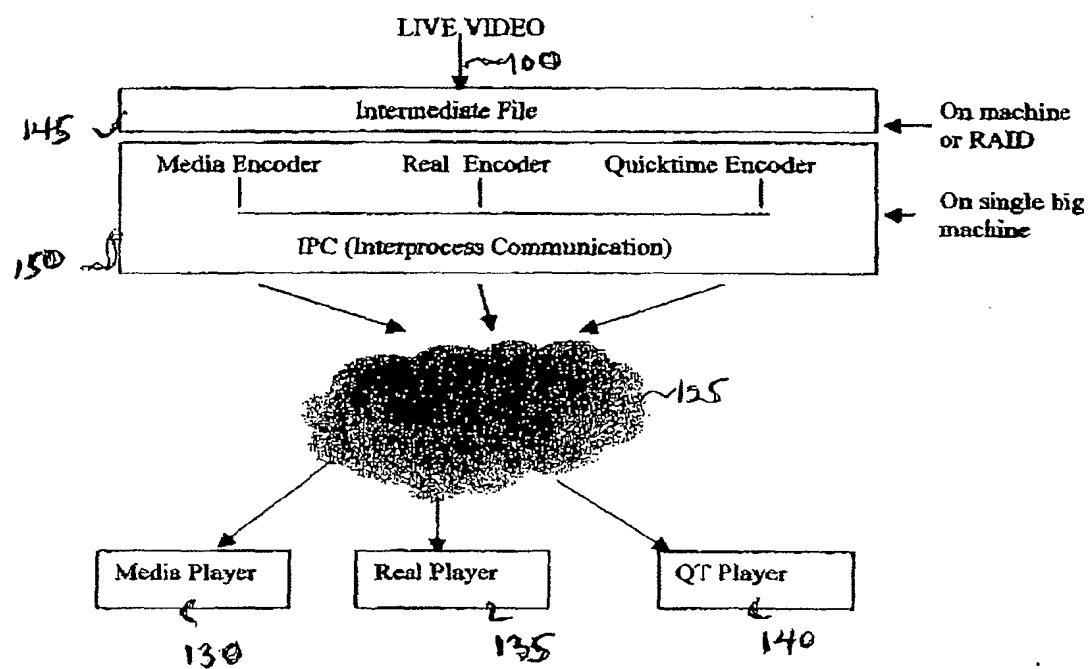 LIVE VIDEO
100
Intermediate File
145
On machine
or RAID
Media Encoder Real Encoder Quicktime Encoder
On single big
machine
IPC (Interprocess Communication)
150
125
Media Player Real Player QT Player
130 135 140